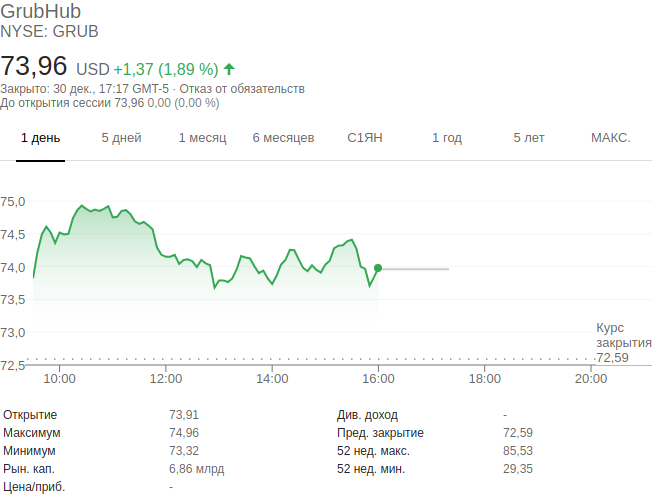 GrubHub
NYSE: GRUB
73,96 USD +1,37 (1,89 %)
Закрыто: 30 дек., 17:17 GMT-5 · Отказ от обязательств
До открытия сессии 73,96 0,00 (0,00 %)
1 день 5 дней 1 месяц 6 месяцев С1ЯН 1 год 5 лет МАКС.
75,0
74,5
74,0
73,5
73,0
Курс
закрытия
72,59
72,5
10:00 12:00 14:00 16:00 18:00 20:00
Открытие 73,91 Див. доход -
Максимум 74,96 Пред. закрытие 72,59
Минимум 73,32 52 нед. макс. 85,53
Рын. кап. 6,86 млрд 52 нед. мин. 29,35
Цена/приб. -